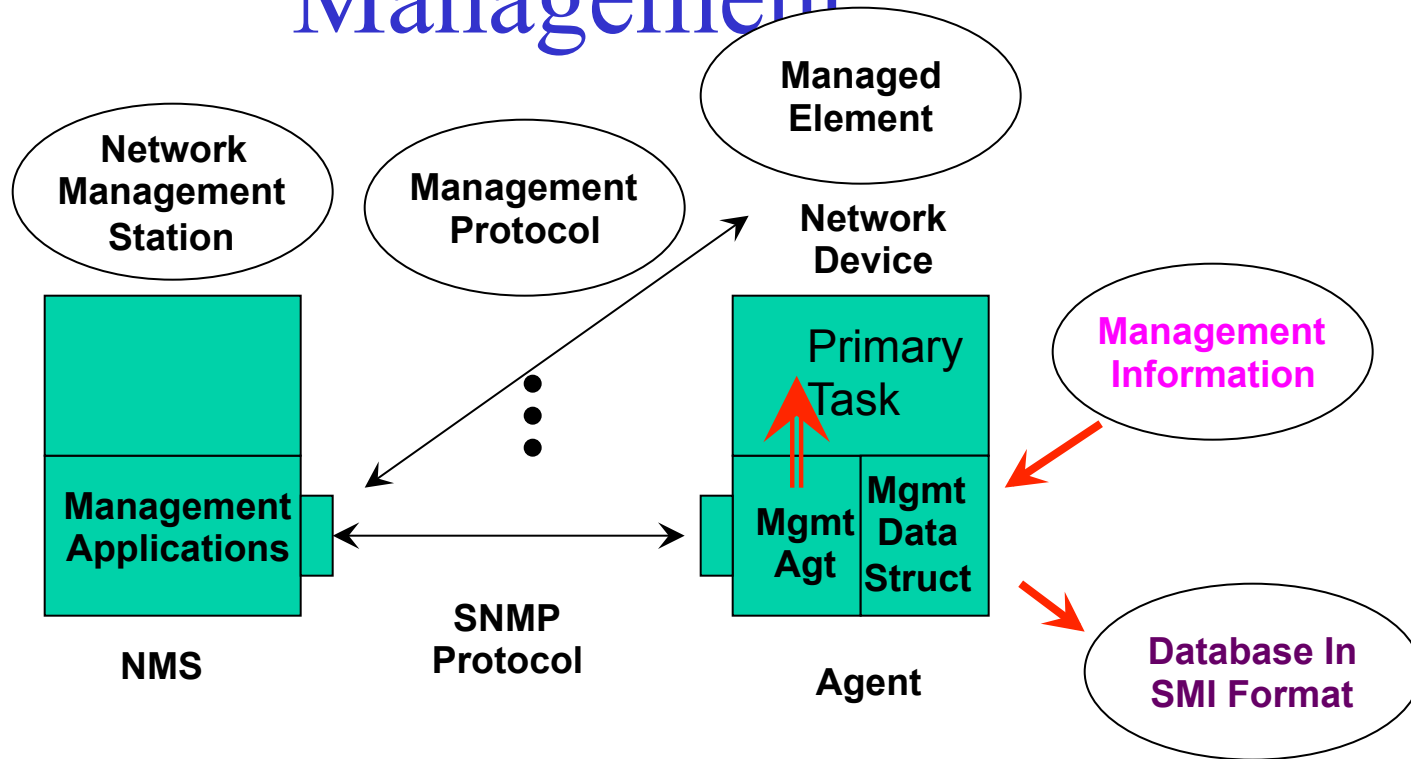 Management
Managed
Element
Network
Management
Station
Management
Protocol
Network
Device
Management
Information
Primary
Task
Management
Applications
Mgmt
Agt
Mgmt
Data
Struct
SNMP
Protocol
NMS
Agent
Database In
SMI Format